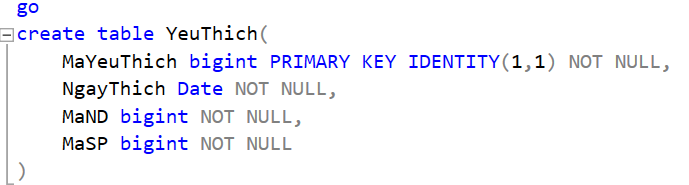 go
create table YeuThich(
MaYeuThich bigint PRIMARY KEY IDENTITY(1,1) NOT NULL,
NgayThich Date NOT NULL,
MaND bigint NOT NULL,
MaSP bigint NOT NULL
)